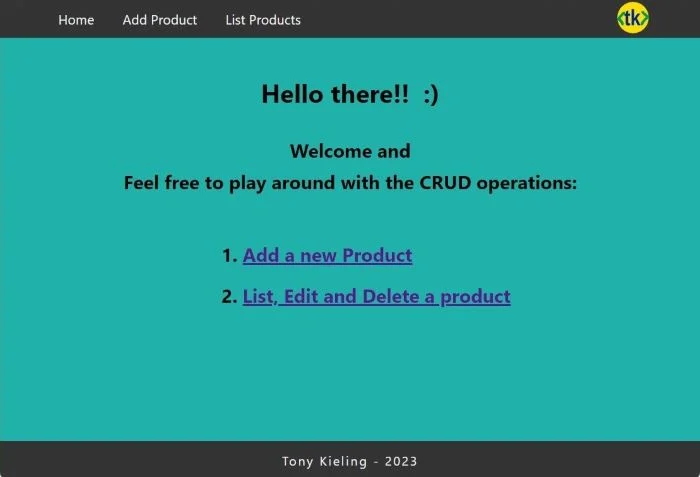 Home Add Product List Products <tk>
Hello there!! :)
Welcome and
Feel free to play around with the CRUD operations:
1. Add a new Product
2. List, Edit and Delete a product
Tony Kieling - 2023